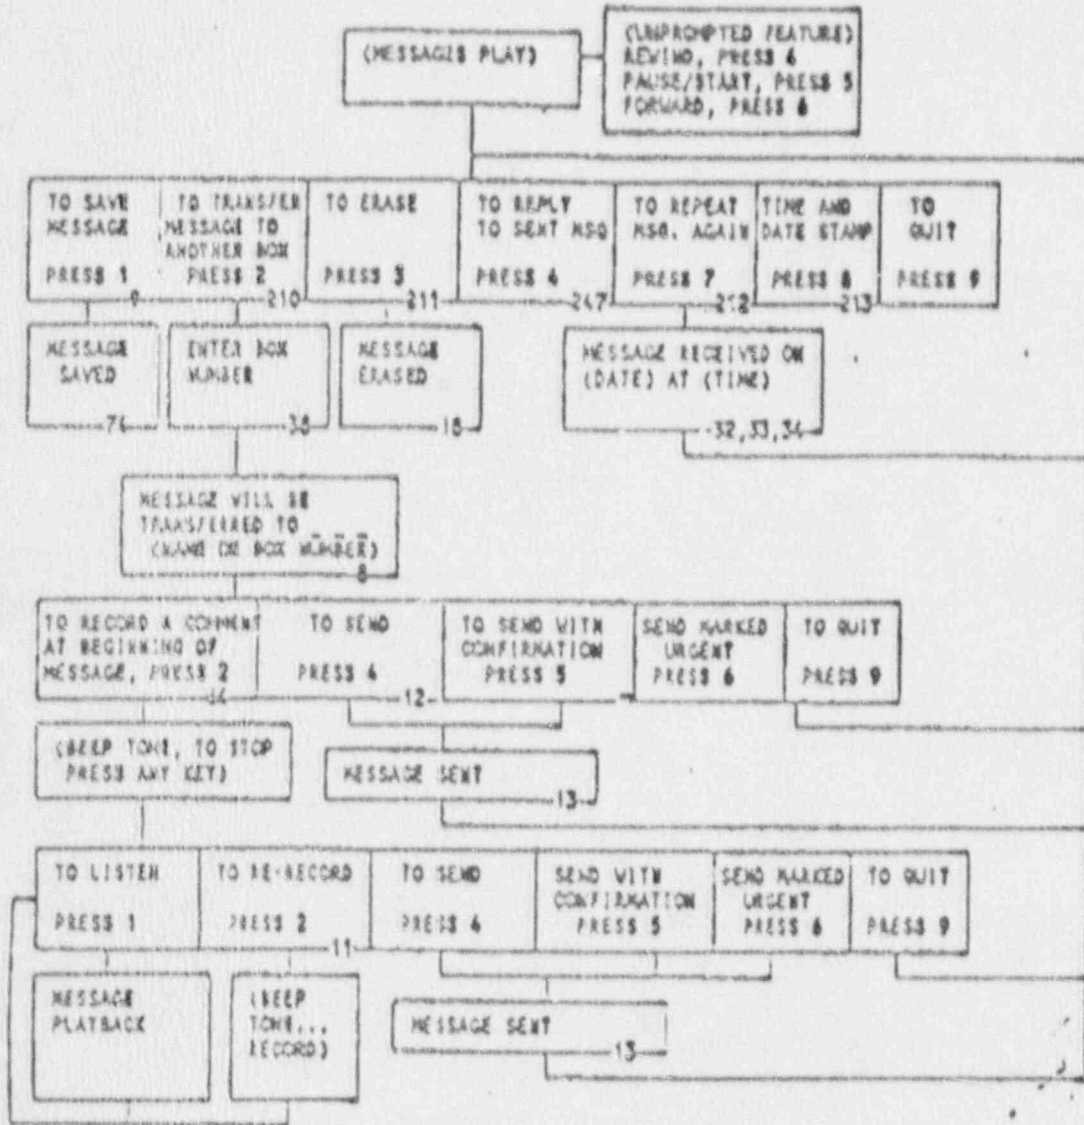 (MESSAGES PLAY)
(UNPROMPTED FEATURE)
REWIND, PRESS 4
PAUSE/START, PRESS 5
FORWARD, PRESS 6
TO SAVE
MESSAGE
PRESS 1
9
TO TRANSFER
MESSAGE TO
ANOTHER BOX
PRESS 2
210
TO ERASE
PRESS 3
211
TO REPLY
TO SENT MSG
PRESS 4
247
TO REPEAT
MSG. AGAIN
PRESS 7
212
TIME AND
DATE STAMP
PRESS 8
213
TO
QUIT
PRESS 9
MESSAGE
SAVED
ENTER BOX
NUMBER
38
MESSAGE
ERASED
18
MESSAGE RECEIVED ON
(DATE) AT (TIME)
32,33,34
MESSAGE WILL BE
TRANSFERRED TO
(NAME OR BOX NUMBER)
8
TO RECORD A COMMENT
AT BEGINNING OF
MESSAGE, PRESS 2
TO SEND
PRESS 4
12
TO SEND WITH
CONFIRMATION
PRESS 5
SEND MARKED
URGENT
PRESS 6
TO QUIT
PRESS 9
(BEEP TONE, TO STOP
PRESS ANY KEY)
MESSAGE SENT
13
TO LISTEN
PRESS 1
TO RE-RECORD
PRESS 2
11
TO SEND
PRESS 4
SEND WITH
CONFIRMATION
PRESS 5
SEND MARKED
URGENT
PRESS 6
TO QUIT
PRESS 9
MESSAGE
PLAYBACK
(BEEP
TONE...
RECORD)
MESSAGE SENT
13